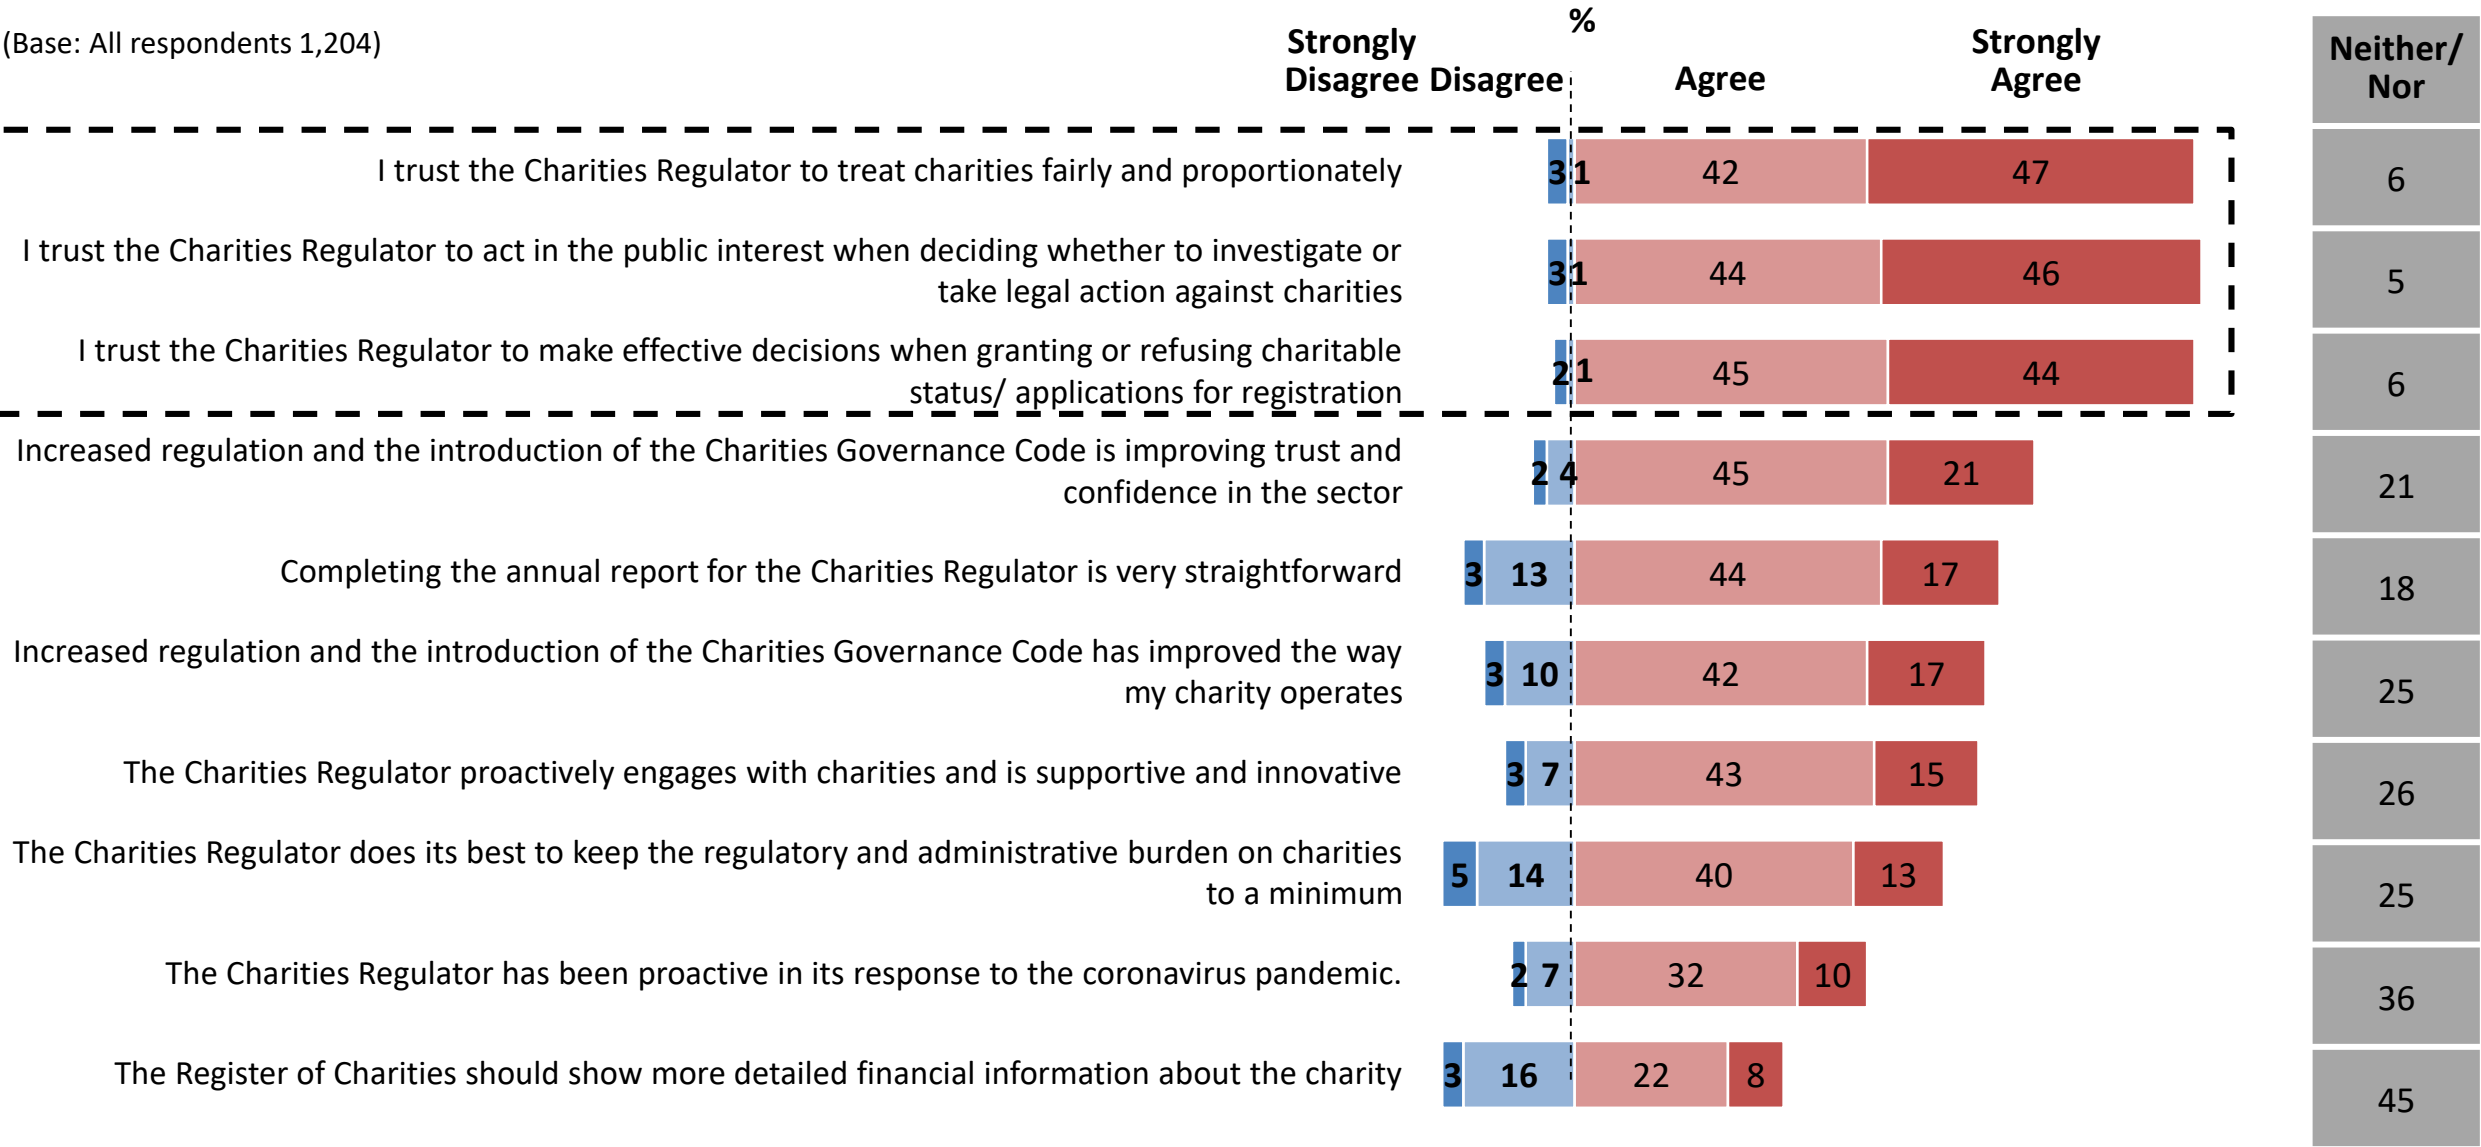 (Base: All respondents 1,204)
%
Strongly
Disagree Disagree
Agree
Strongly
Agree
Neither/
Nor
I trust the Charities Regulator to treat charities fairly and proportionately
3 1 42 47 6
I trust the Charities Regulator to act in the public interest when deciding whether to investigate or
take legal action against charities
3 1 44 46 5
I trust the Charities Regulator to make effective decisions when granting or refusing charitable
status/ applications for registration
2 1 45 44 6
Increased regulation and the introduction of the Charities Governance Code is improving trust and
confidence in the sector
2 4 45 21 21
Completing the annual report for the Charities Regulator is very straightforward
3 13 44 17 18
Increased regulation and the introduction of the Charities Governance Code has improved the way
my charity operates
3 10 42 17 25
The Charities Regulator proactively engages with charities and is supportive and innovative
3 7 43 15 26
The Charities Regulator does its best to keep the regulatory and administrative burden on charities
to a minimum
5 14 40 13 25
The Charities Regulator has been proactive in its response to the coronavirus pandemic.
2 7 32 10 36
The Register of Charities should show more detailed financial information about the charity
3 16 22 8 45